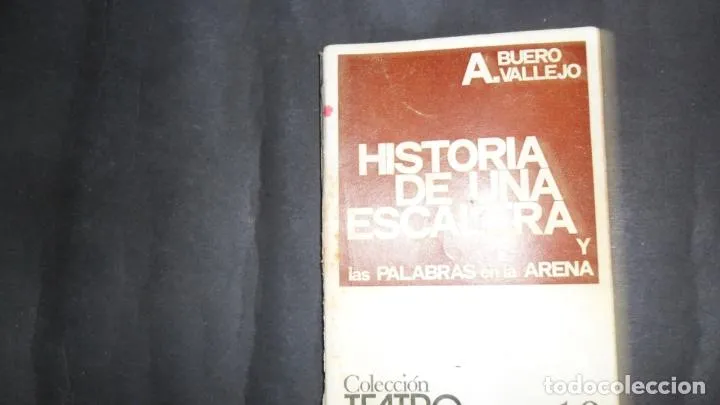 A. BUERO
VALLEJO
HISTORIA
DE UNA
ESCALERA
Y
las PALABRAS en la ARENA
Colección
TEATRO
todocoleccion